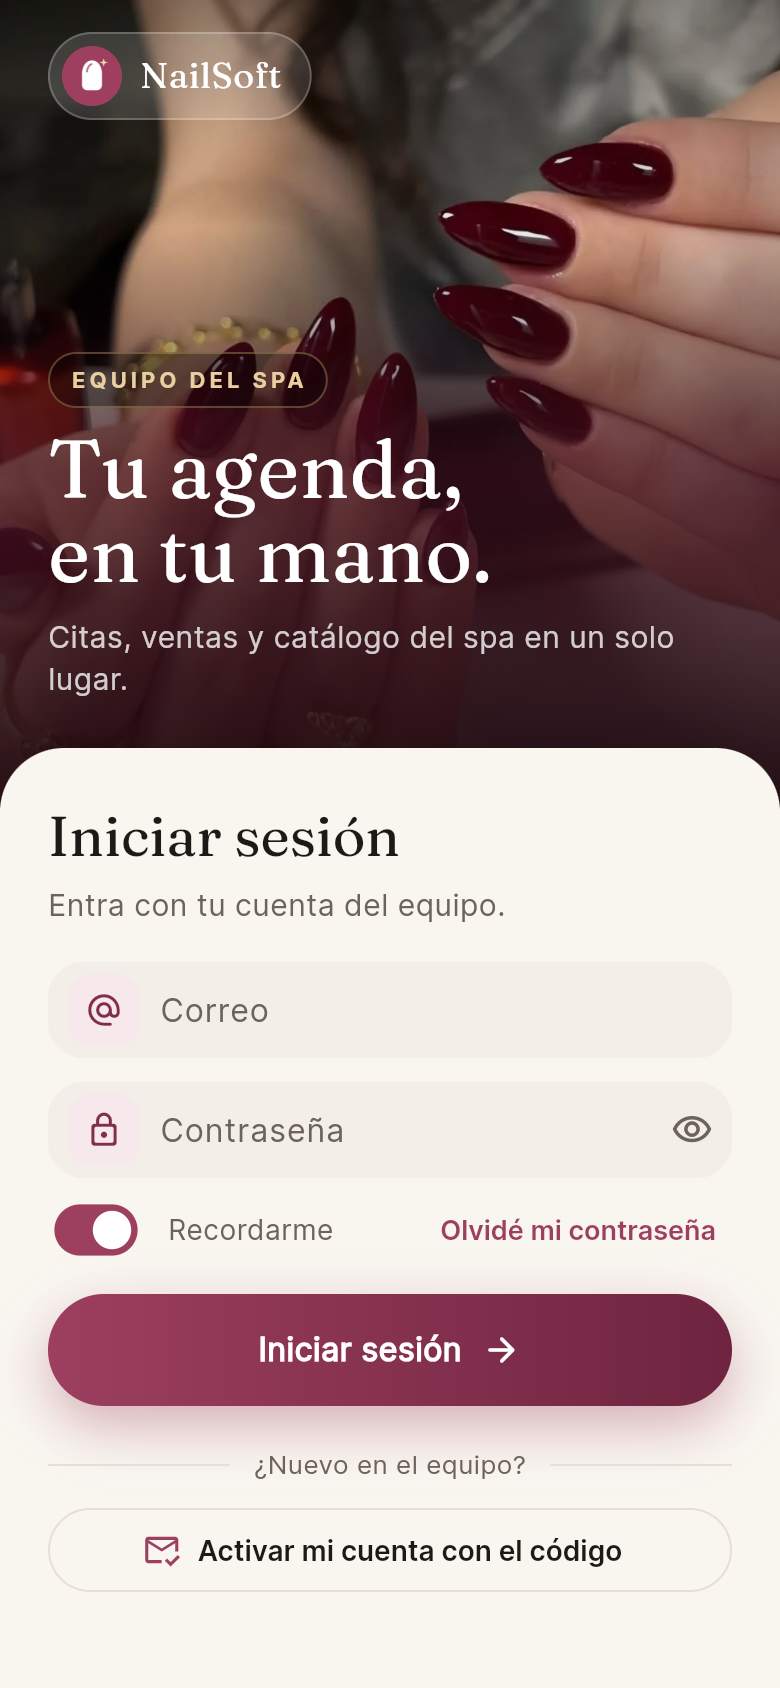 NailSoft
EQUIPO DEL SPA
Tu agenda,
en tu mano.
Citas, ventas y catálogo del spa en un solo
lugar.
Iniciar sesión
Entra con tu cuenta del equipo.
Correo
Contraseña
Recordarme
Olvidé mi contraseña
Iniciar sesión
¿Nuevo en el equipo?
Activar mi cuenta con el código